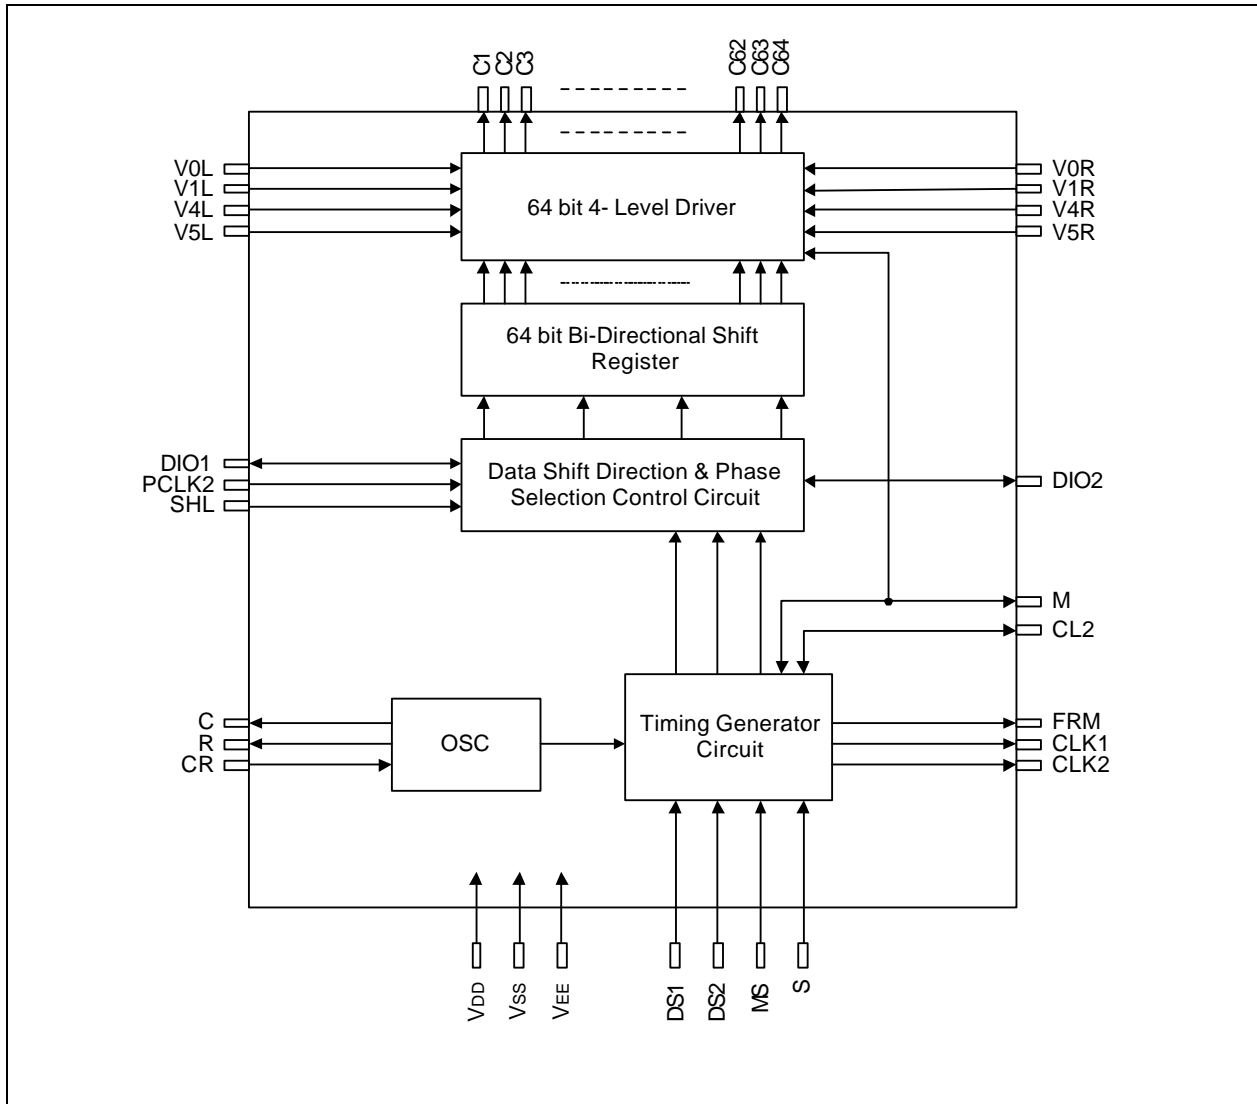 C1
C2
C3
C62
C63
C64
V0L
V1L
V4L
V5L
64 bit 4- Level Driver
V0R
V1R
V4R
V5R
64 bit Bi-Directional Shift
Register
DIO1
PCLK2
SHL
Data Shift Direction & Phase
Selection Control Circuit
DIO2
M
CL2
C
R
CR
OSC
Timing Generator
Circuit
FRM
CLK1
CLK2
VDD
VSS
VEE
DS1
DS2
MS
S